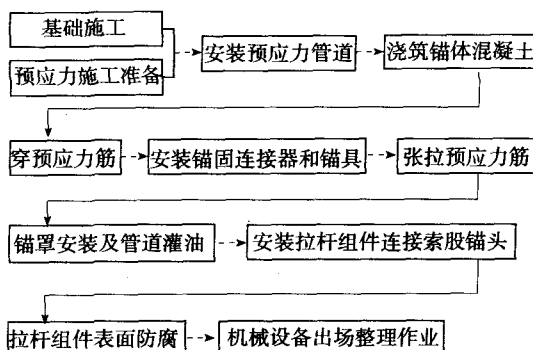 基础施工
预应力施工准备
安装预应力管道
浇筑锚体混凝土
穿预应力筋
安装锚固连接器和锚具
张拉预应力筋
锚罩安装及管道灌油
安装拉杆组件连接索股锚头
拉杆组件表面防腐
机械设备出场整理作业